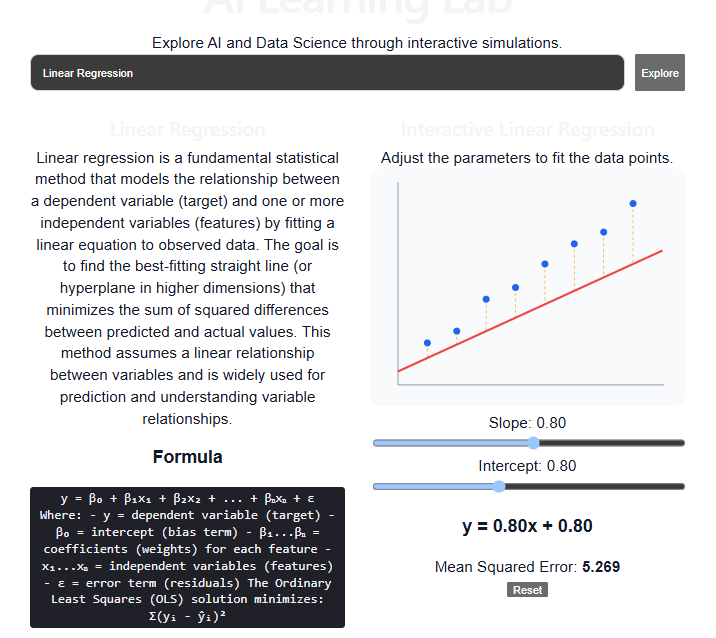 AI Learning Lab
Explore AI and Data Science through interactive simulations.
Linear Regression
Explore
Linear Regression
Linear regression is a fundamental statistical
method that models the relationship between
a dependent variable (target) and one or more
independent variables (features) by fitting a
linear equation to observed data. The goal is
to find the best-fitting straight line (or
hyperplane in higher dimensions) that
minimizes the sum of squared differences
between predicted and actual values. This
method assumes a linear relationship
between variables and is widely used for
prediction and understanding variable
relationships.
Formula
y = β₀ + β₁x₁ + β₂x₂ + ... + βₙxₙ + ε
Where: - y = dependent variable (target) -
β₀ = intercept (bias term) - β₁...βₙ =
coefficients (weights) for each feature -
x₁...xₙ = independent variables (features)
- ε = error term (residuals) The Ordinary
Least Squares (OLS) solution minimizes:
Σ(yᵢ - ŷᵢ)²
Interactive Linear Regression
Adjust the parameters to fit the data points.
Slope: 0.80
Intercept: 0.80
y = 0.80x + 0.80
Mean Squared Error: 5.269
Reset